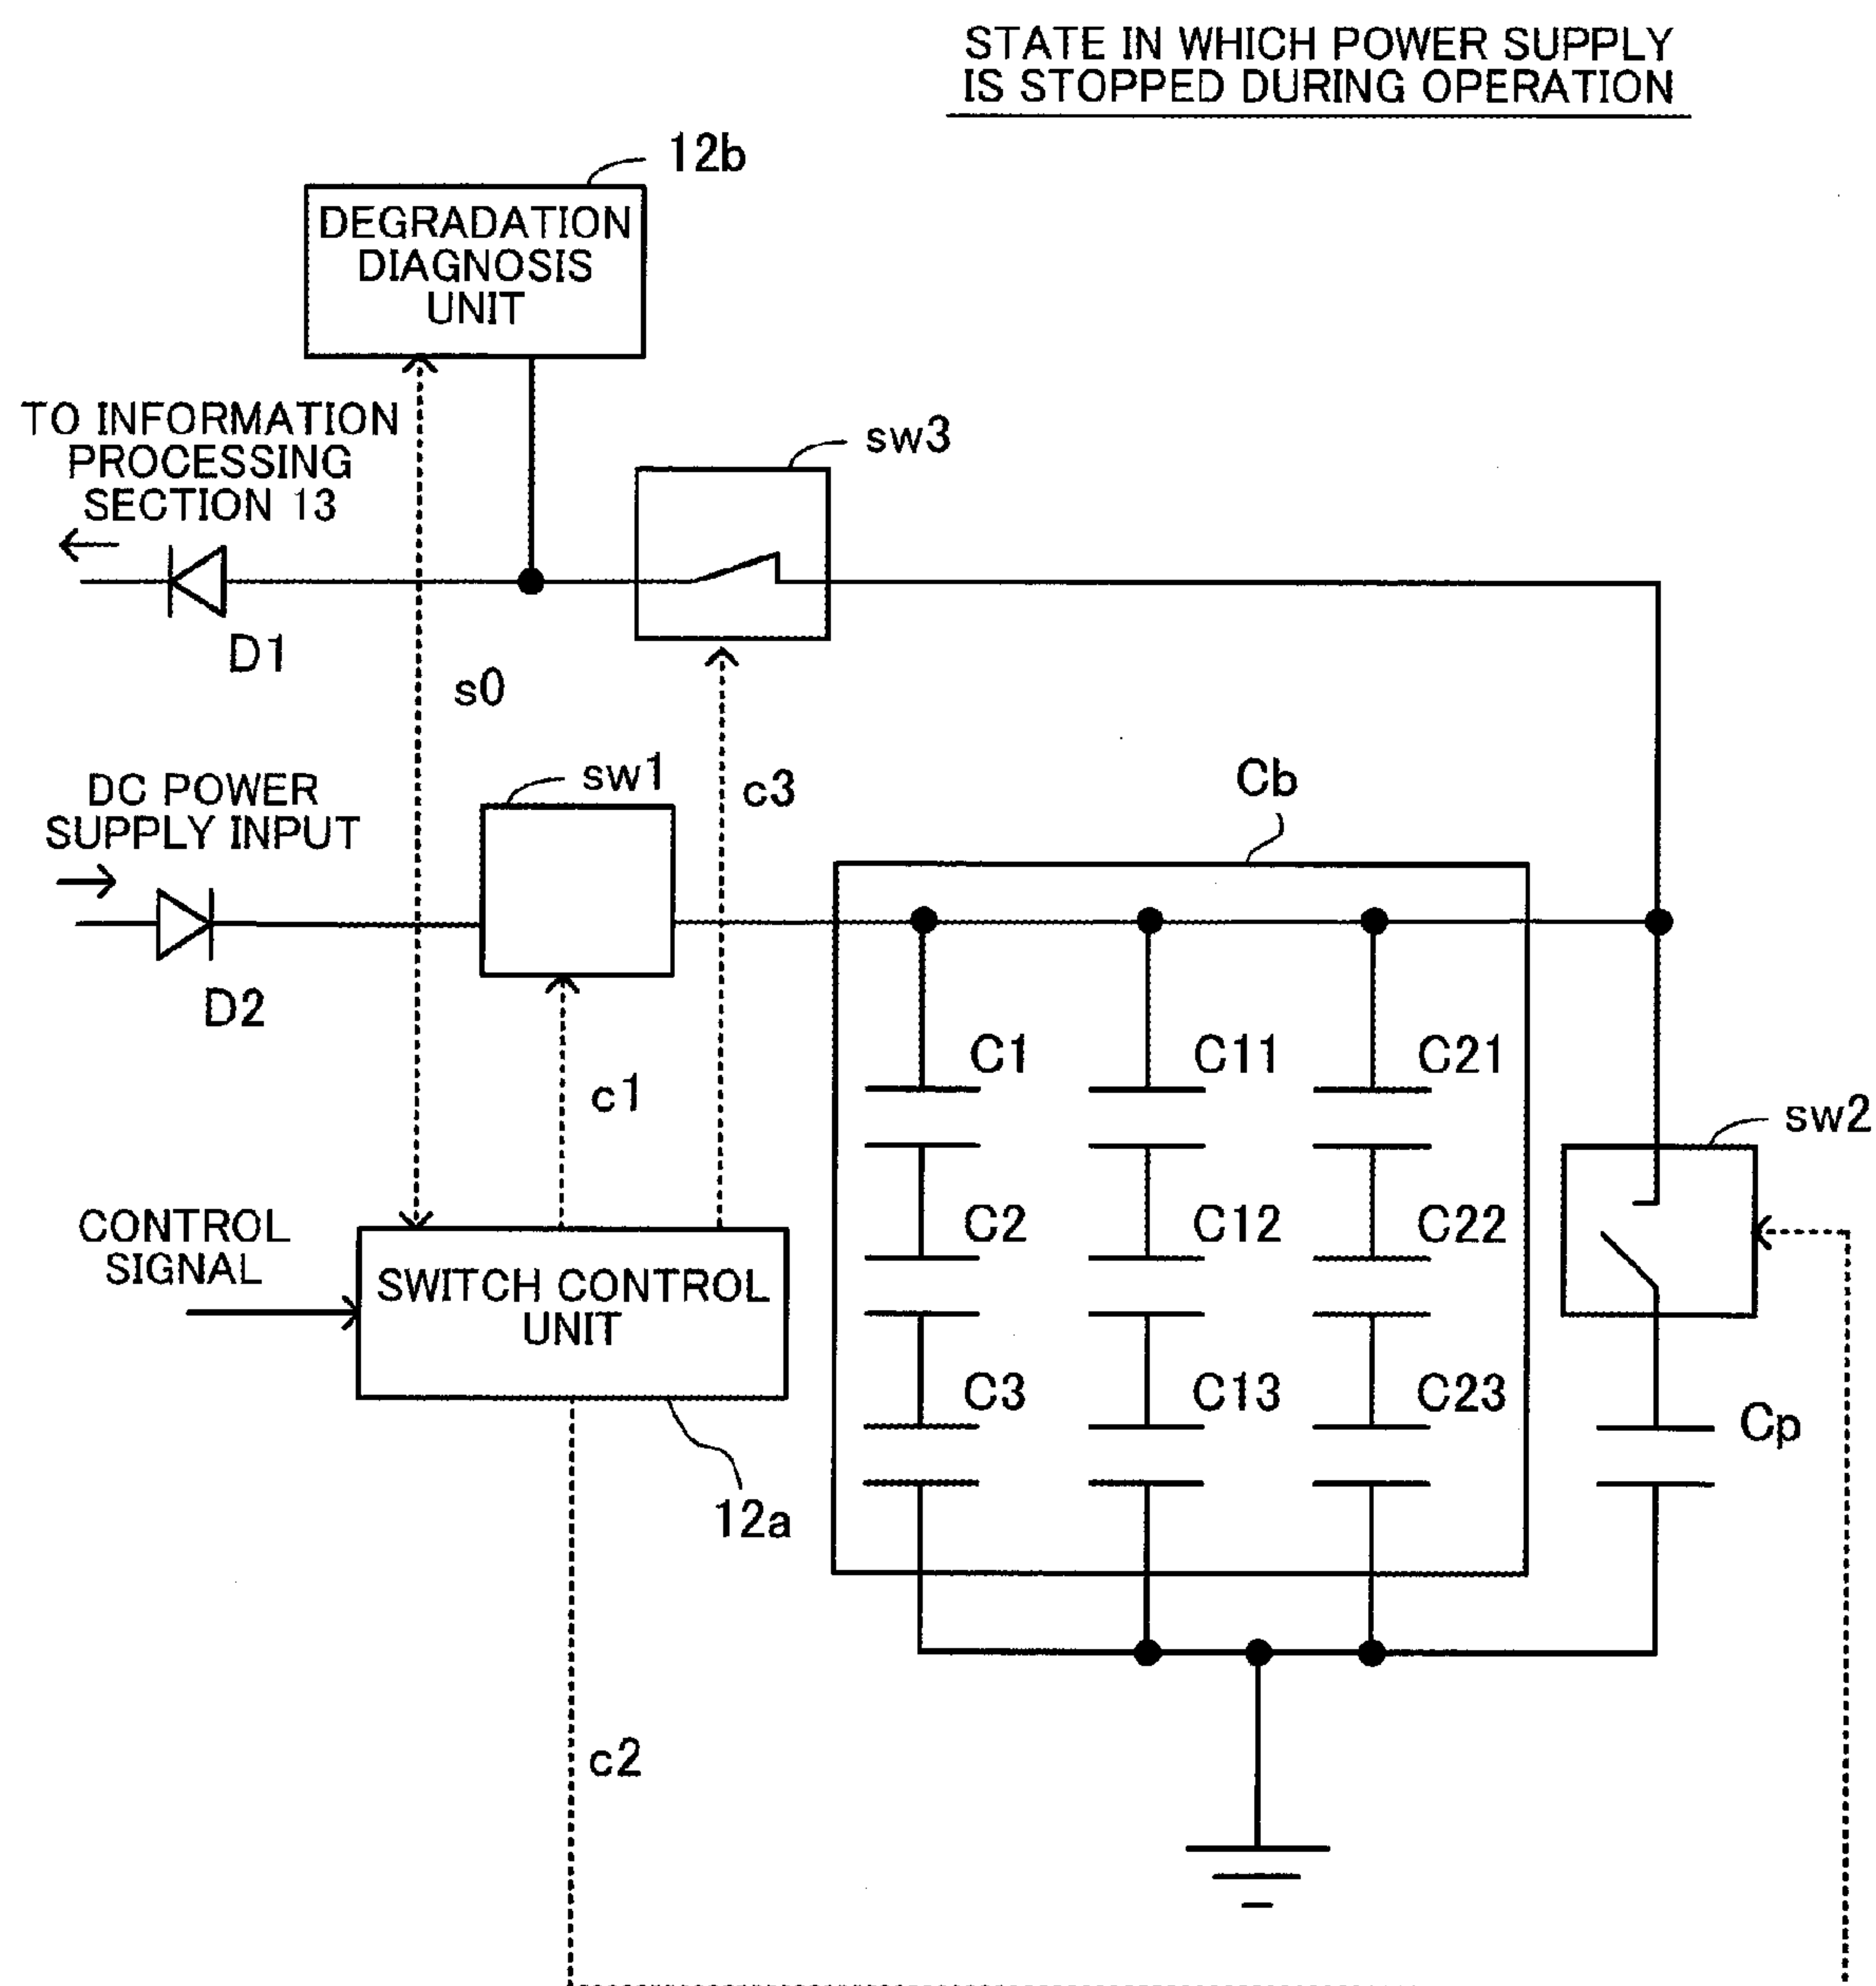 STATE IN WHICH POWER SUPPLY
IS STOPPED DURING OPERATION
12b
DEGRADATION
DIAGNOSIS
UNIT
TO INFORMATION
PROCESSING
SECTION 13
sw3
D1
s0
DC POWER
SUPPLY INPUT
sw1
c3
Cb
D2
C1
C11
C21
c1
sw2
CONTROL
SIGNAL
C2
C12
C22
SWITCH CONTROL
UNIT
C3
C13
C23
Cp
12a
c2